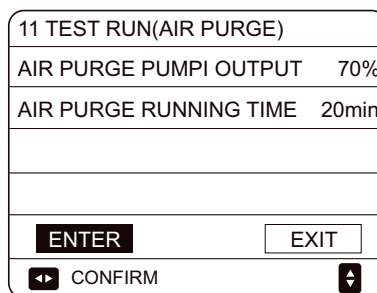 11 TEST RUN(AIR PURGE)
AIR PURGE PUMPI OUTPUT 70%
AIR PURGE RUNNING TIME 20min
ENTER EXIT
CONFIRM